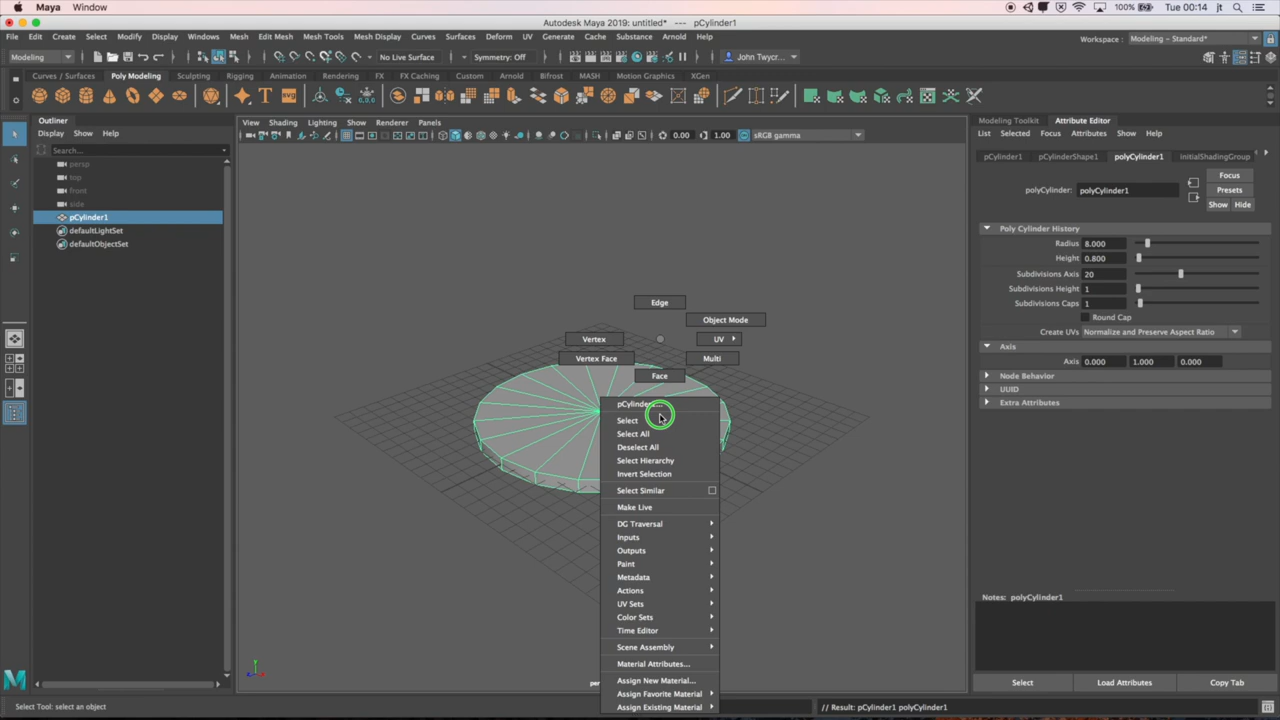 Maya Window 100% Tue 00:14 jt
Autodesk Maya 2019: untitled* --- pCylinder1
File Edit Create Select Modify Display Windows Mesh Edit Mesh Mesh Tools Mesh Display Curves Surfaces Deform UV Generate Cache Substance Arnold Help
Workspace : Modeling - Standard*
Modeling No Live Surface Symmetry: Off John Twycr...
Curves / Surfaces Poly Modeling Sculpting Rigging Animation Rendering FX FX Caching Custom Arnold Bifrost MASH Motion Graphics XGen
Outliner
Display Show Help
Search...
persp
top
front
side
pCylinder1
defaultLightSet
defaultObjectSet
View Shading Lighting Show Renderer Panels
0.00 1.00 sRGB gamma
Edge
Object Mode
Vertex UV
Vertex Face Multi
Face
pCylinder
Select
Select All
Deselect All
Select Hierarchy
Invert Selection
Select Similar
Make Live
DG Traversal
Inputs
Outputs
Paint
Metadata
Actions
UV Sets
Color Sets
Time Editor
Scene Assembly
Material Attributes...
Assign New Material...
Assign Favorite Material
Assign Existing Material
Modeling Toolkit Attribute Editor
List Selected Focus Attributes Show Help
pCylinder1 pCylinderShape1 polyCylinder1 initialShadingGroup
polyCylinder: polyCylinder1
Focus
Presets
Show Hide
Poly Cylinder History
Radius 8.000
Height 0.800
Subdivisions Axis 20
Subdivisions Height 1
Subdivisions Caps 1
Round Cap
Create UVs Normalize and Preserve Aspect Ratio
Axis
Axis 0.000 1.000 0.000
Node Behavior
UUID
Extra Attributes
Notes: polyCylinder1
Select Load Attributes Copy Tab
Select Tool: select an object
// Result: pCylinder1 polyCylinder1